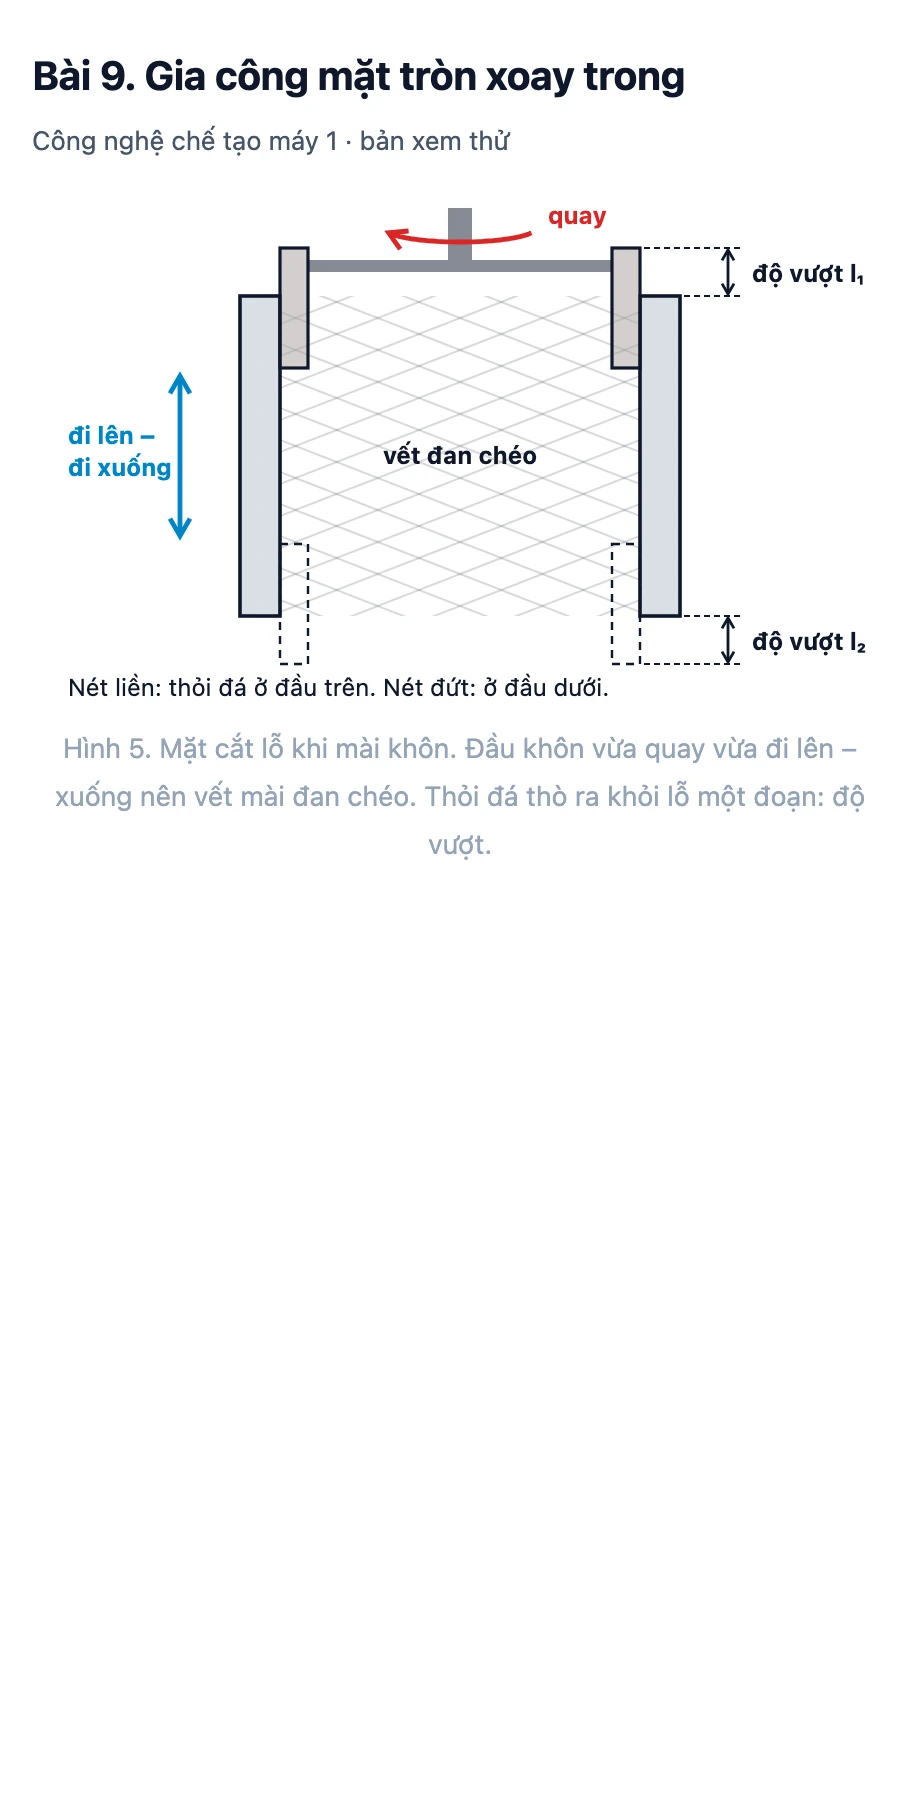 Bài 9. Gia công mặt tròn xoay trong
Công nghệ chế tạo máy 1 · bản xem thử
quay
độ vượt l₁
đi lên –
đi xuống
vết đan chéo
độ vượt l₂
Nét liền: thỏi đá ở đầu trên. Nét đứt: ở đầu dưới.
Hình 5. Mặt cắt lỗ khi mài khôn. Đầu khôn vừa quay vừa đi lên –
xuống nên vết mài đan chéo. Thỏi đá thò ra khỏi lỗ một đoạn: độ
vượt.